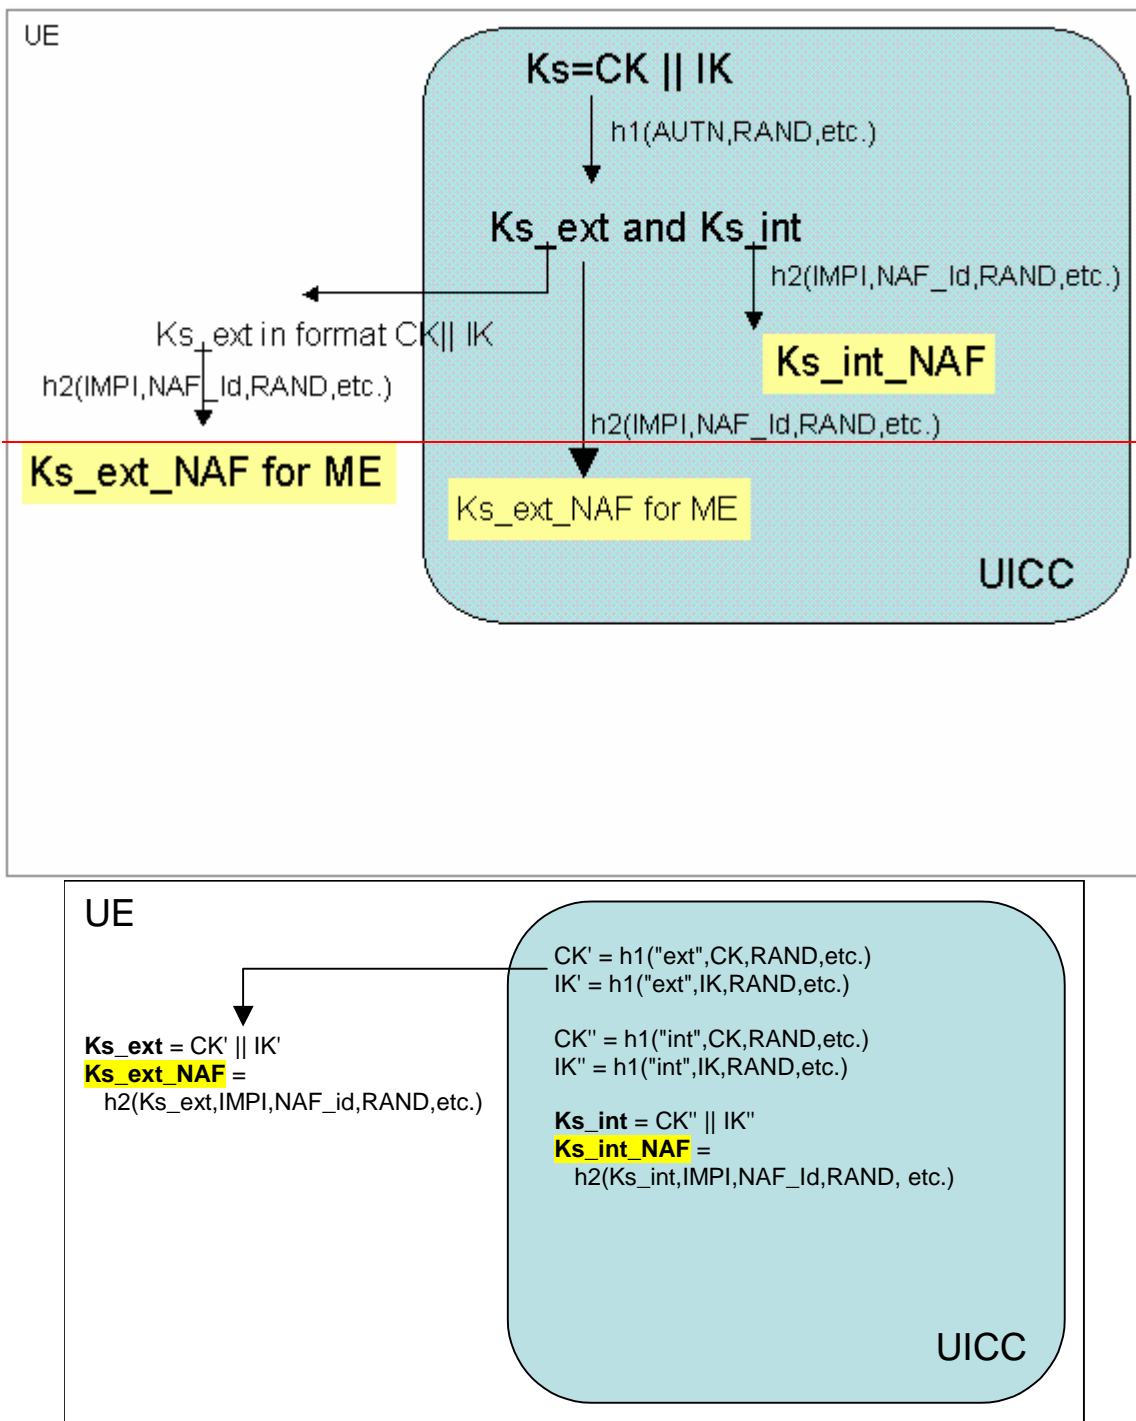 UE
Ks=CK || IK
h1(AUTN,RAND,etc.)
Ks_ext and Ks_int
h2(IMPI,NAF_Id,RAND,etc.)
Ks_ext in format CK|| IK
Ks_int_NAF
h2(IMPI,NAF_Id,RAND,etc.)
h2(IMPI,NAF_Id,RAND,etc.)
Ks_ext_NAF for ME
Ks_ext_NAF for ME
UICC
UE
CK' = h1("ext",CK,RAND,etc.)
IK' = h1("ext",IK,RAND,etc.)
CK'' = h1("int",CK,RAND,etc.)
IK'' = h1("int",IK,RAND,etc.)
Ks_int = CK'' || IK''
Ks_int_NAF =
h2(Ks_int,IMPI,NAF_Id,RAND, etc.)
Ks_ext = CK' || IK'
Ks_ext_NAF =
h2(Ks_ext,IMPI,NAF_id,RAND,etc.)
UICC